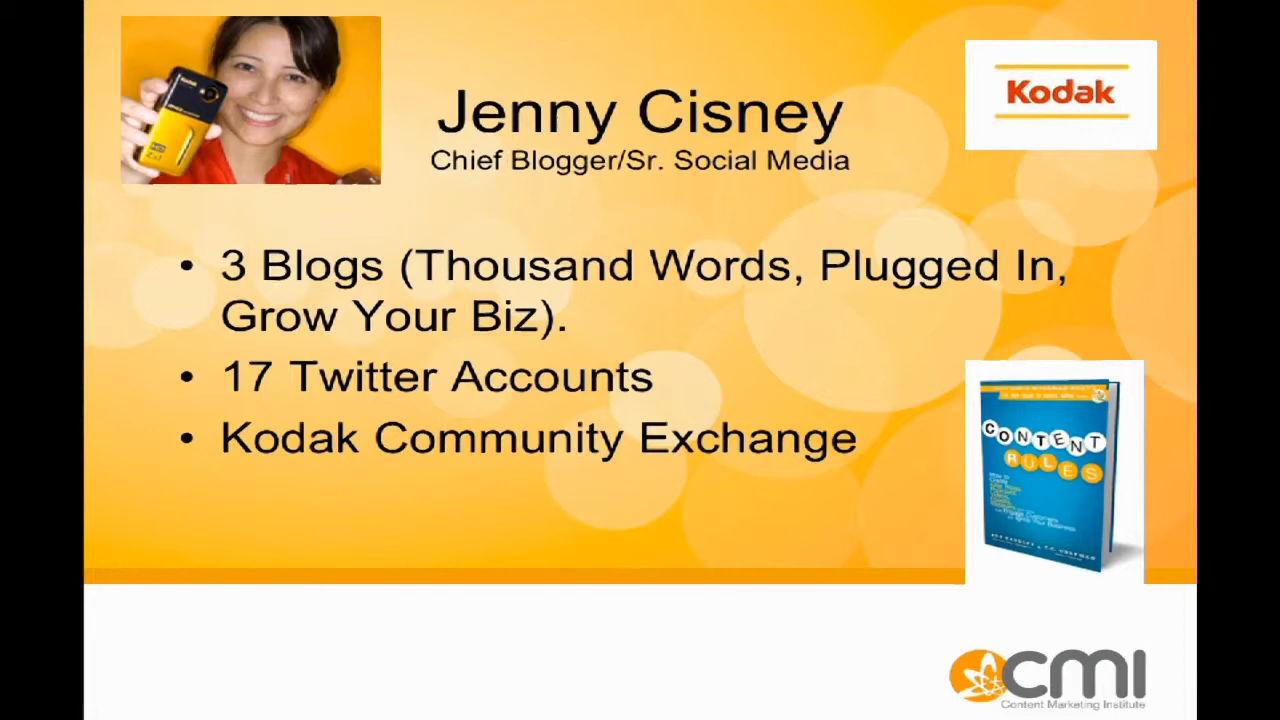 Jenny Cisney
Chief Blogger/Sr. Social Media
Kodak
Kodak
• 3 Blogs (Thousand Words, Plugged In,
Grow Your Biz).
• 17 Twitter Accounts
• Kodak Community Exchange
CONTENT
RULES
cmi
Content Marketing Institute